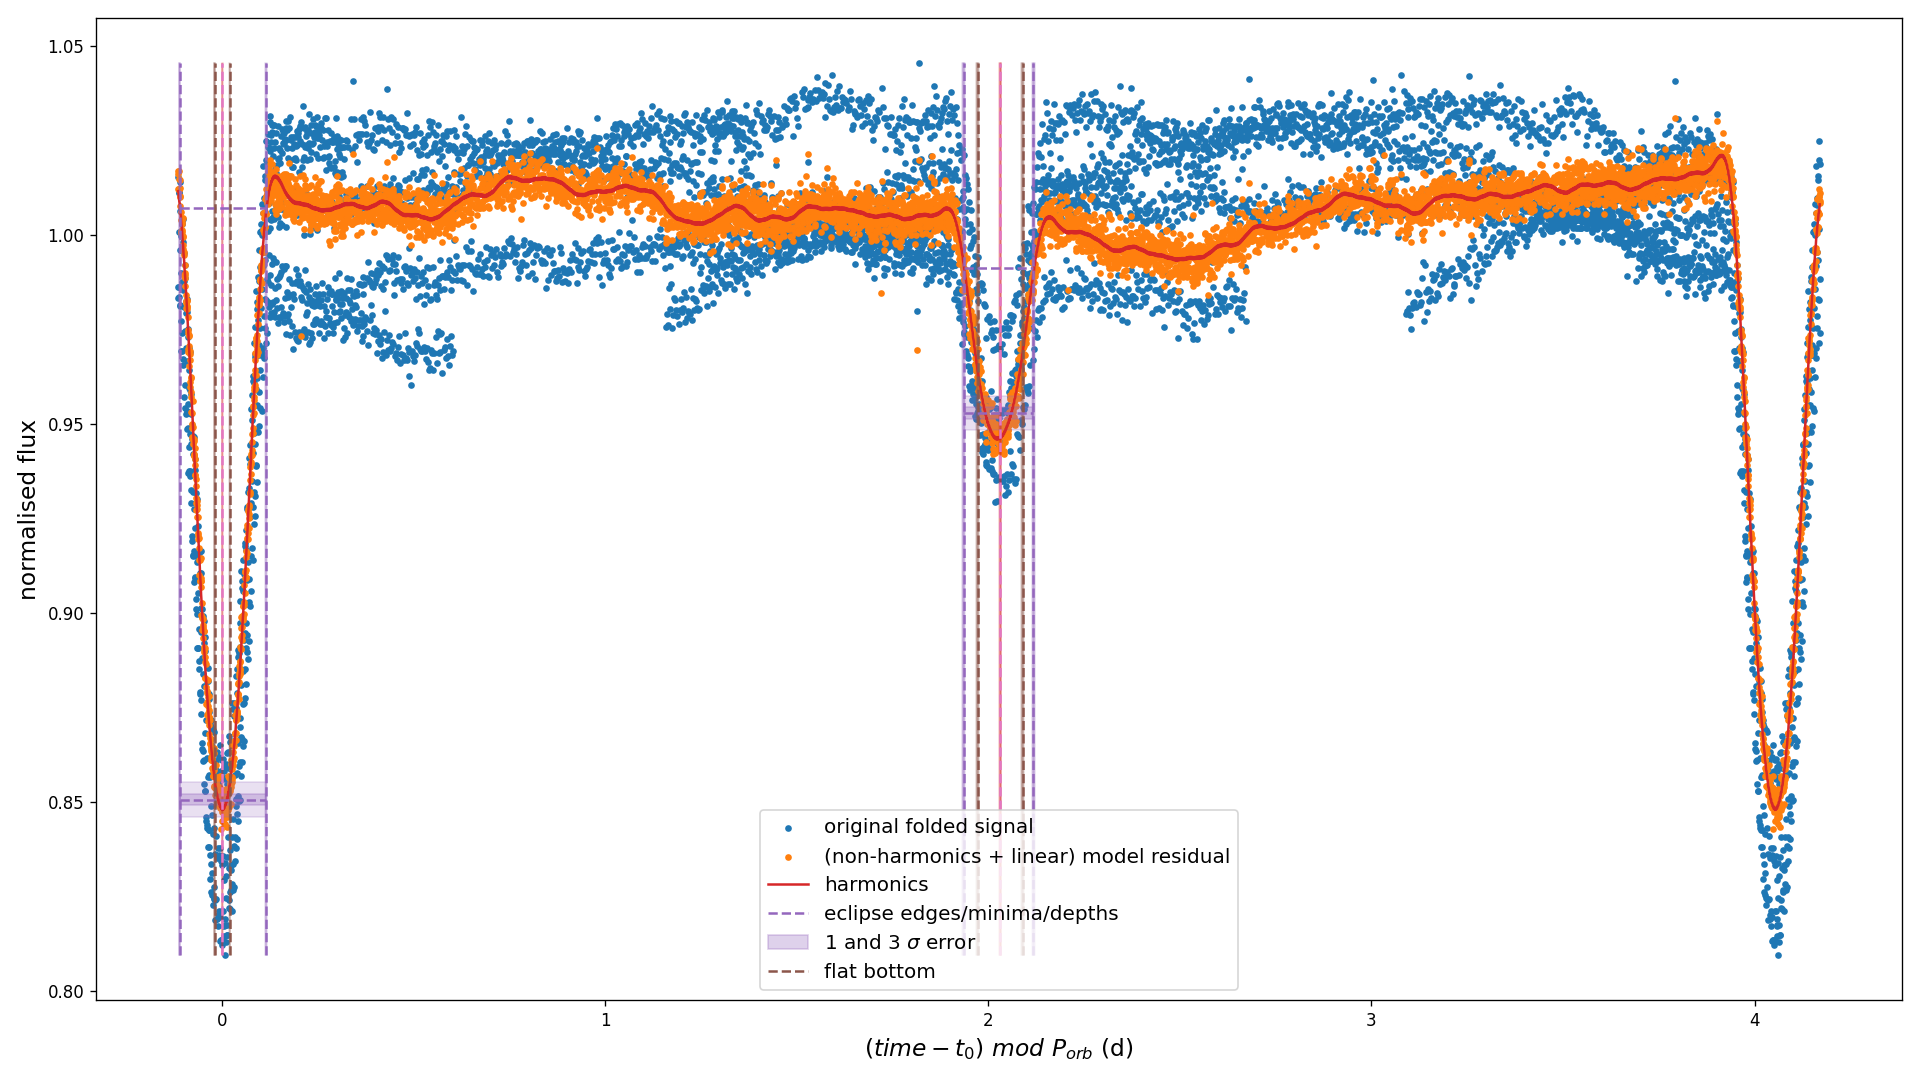 1.05
1.00
0.95
0.90
0.85
0.80
normalised flux
original folded signal
(non-harmonics + linear) model residual
harmonics
eclipse edges/minima/depths
1 and 3 σ error
flat bottom
0 1 2 3 4
(time − t₀) mod Pₒᵣb (d)